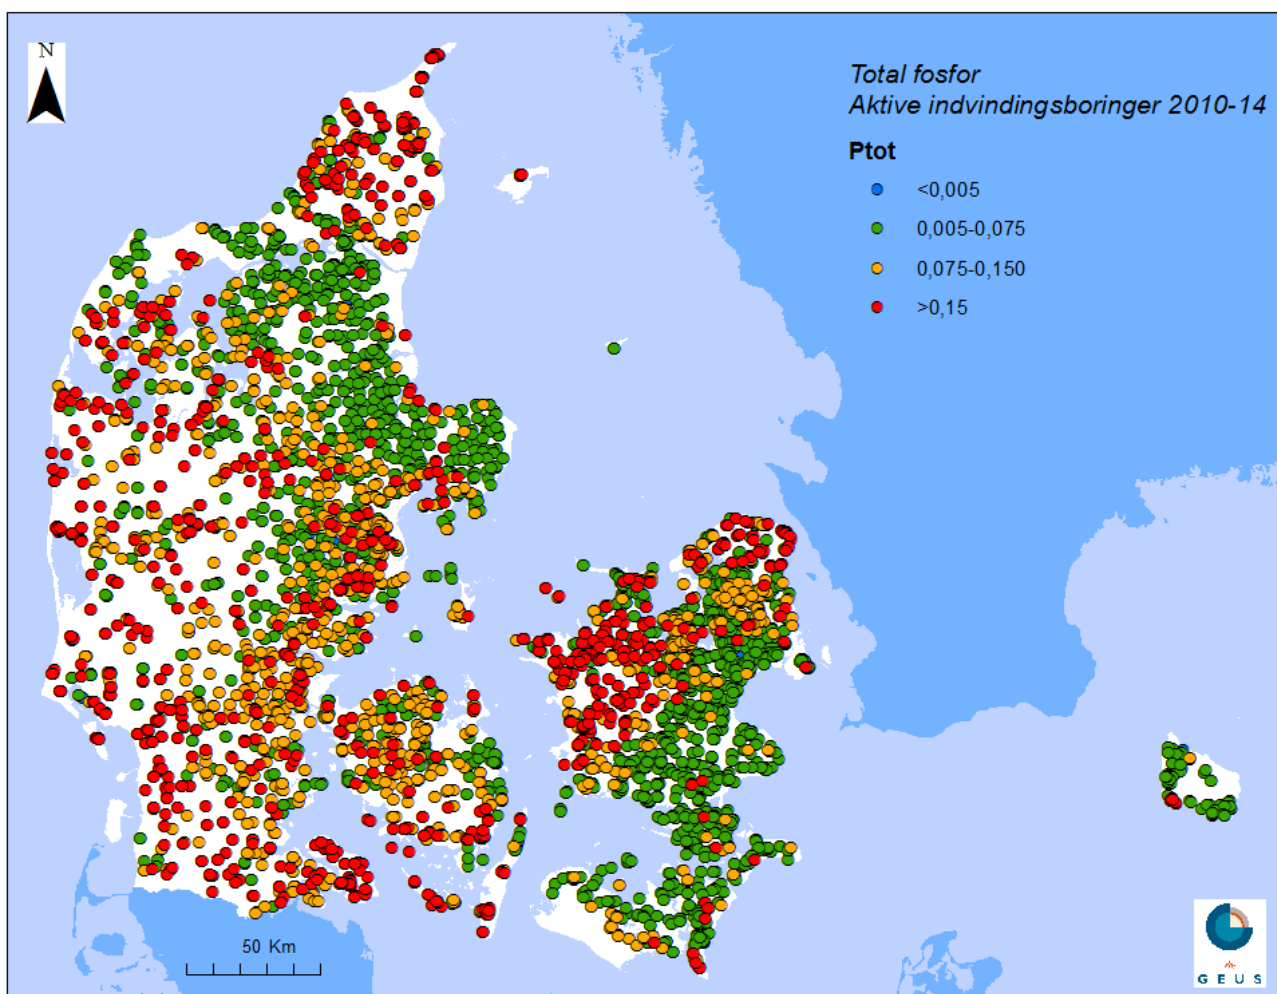 N
Total fosfor
Aktive indvindingsboringer 2010-14
Ptot
<0,005
0,005-0,075
0,075-0,150
>0,15
50 Km
G E U S